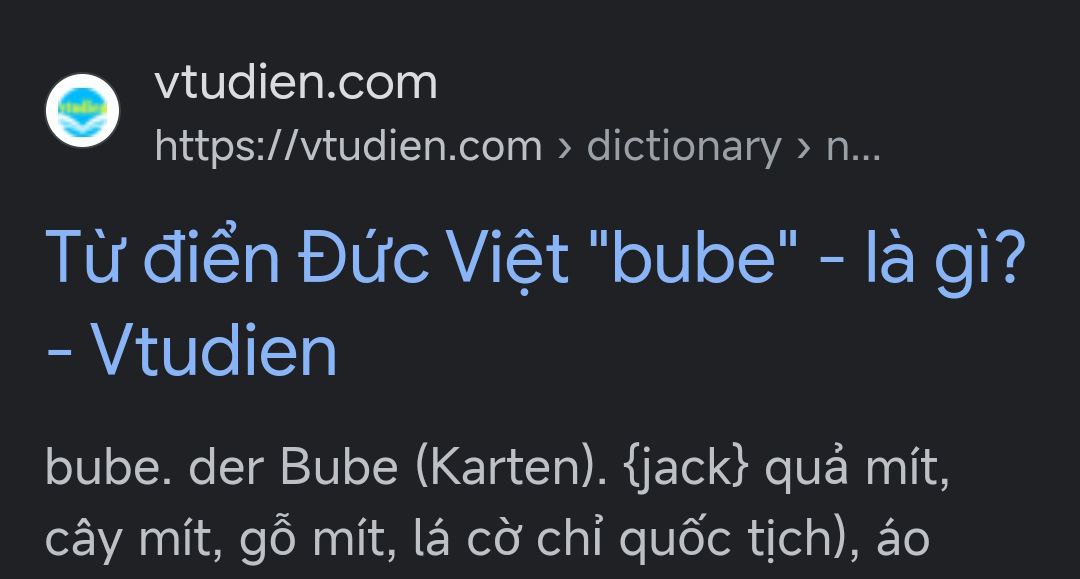 vtudien.com
https://vtudien.com › dictionary › n...
Từ điển Đức Việt "bube" - là gì?
- Vtudien
bube. der Bube (Karten). {jack} quả mít,
cây mít, gỗ mít, lá cờ chỉ quốc tịch), áo